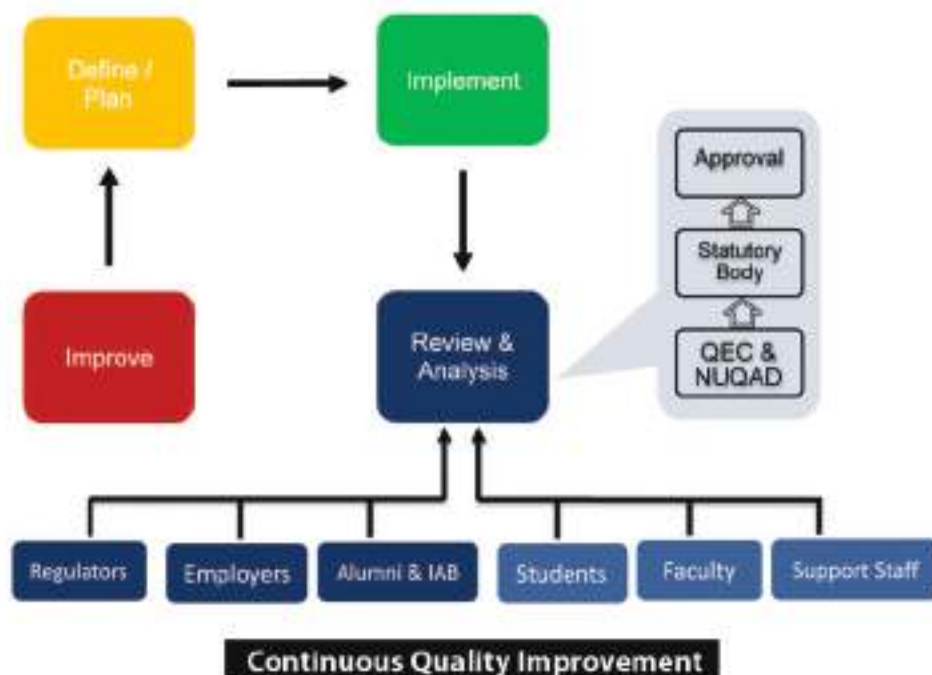 Define /
Plan
Implement
Approval
Statutory
Body
QEC &
NUQAD
Improve
Review &
Analysis
Regulators
Employers
Alumni & IAB
Students
Faculty
Support Staff
Continuous Quality Improvement